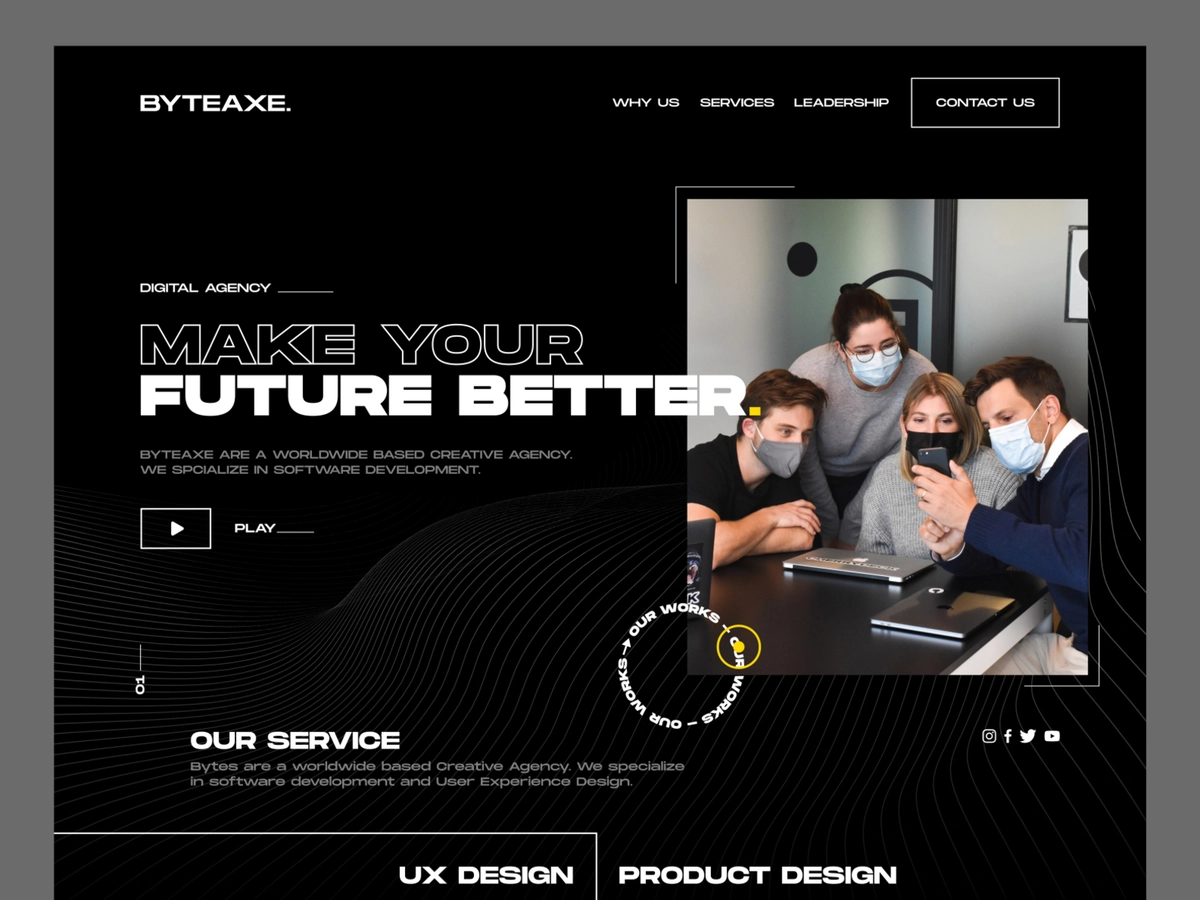 BYTEAXE.
WHY US SERVICES LEADERSHIP CONTACT US
DIGITAL AGENCY
MAKE YOUR
FUTURE BETTER.
BYTEAXE ARE A WORLDWIDE BASED CREATIVE AGENCY.
WE SPCIALIZE IN SOFTWARE DEVELOPMENT.
PLAY
OUR WORKS – OUR WORKS – OUR WORKS – OUR WORKS
01
OUR SERVICE
Bytes are a worldwide based Creative Agency. We specialize
in software development and User Experience Design.
UX DESIGN
PRODUCT DESIGN